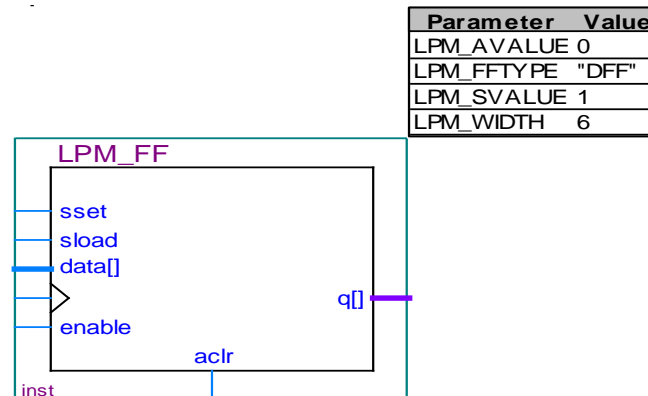 Parameter Value
LPM_AVALUE 0
LPM_FFTYPE "DFF"
LPM_SVALUE 1
LPM_WIDTH 6
LPM_FF
sset
sload
data[]
q[]
enable
aclr
inst